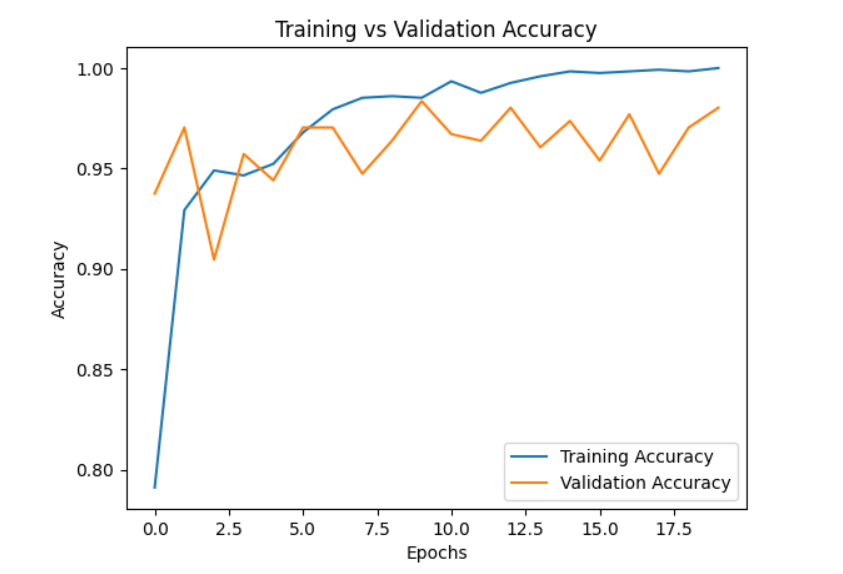 Training vs Validation Accuracy
1.00
0.95
0.90
0.85
0.80
Accuracy
Training Accuracy
Validation Accuracy
0.0 2.5 5.0 7.5 10.0 12.5 15.0 17.5
Epochs